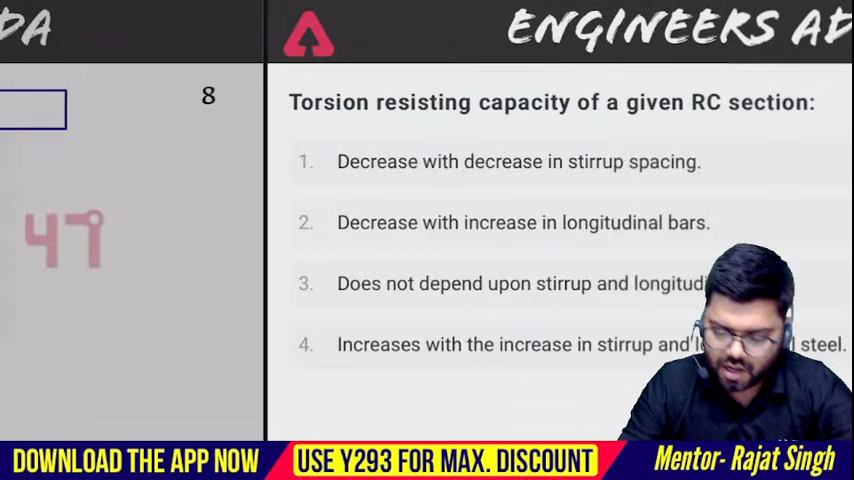 DA
ENGINEERS AD
8
Torsion resisting capacity of a given RC section:
1. Decrease with decrease in stirrup spacing.
2. Decrease with increase in longitudinal bars.
47
3. Does not depend upon stirrup and longitudi
4. Increases with the increase in stirrup and l steel.
DOWNLOAD THE APP NOW
USE Y293 FOR MAX. DISCOUNT
Mentor- Rajat Singh